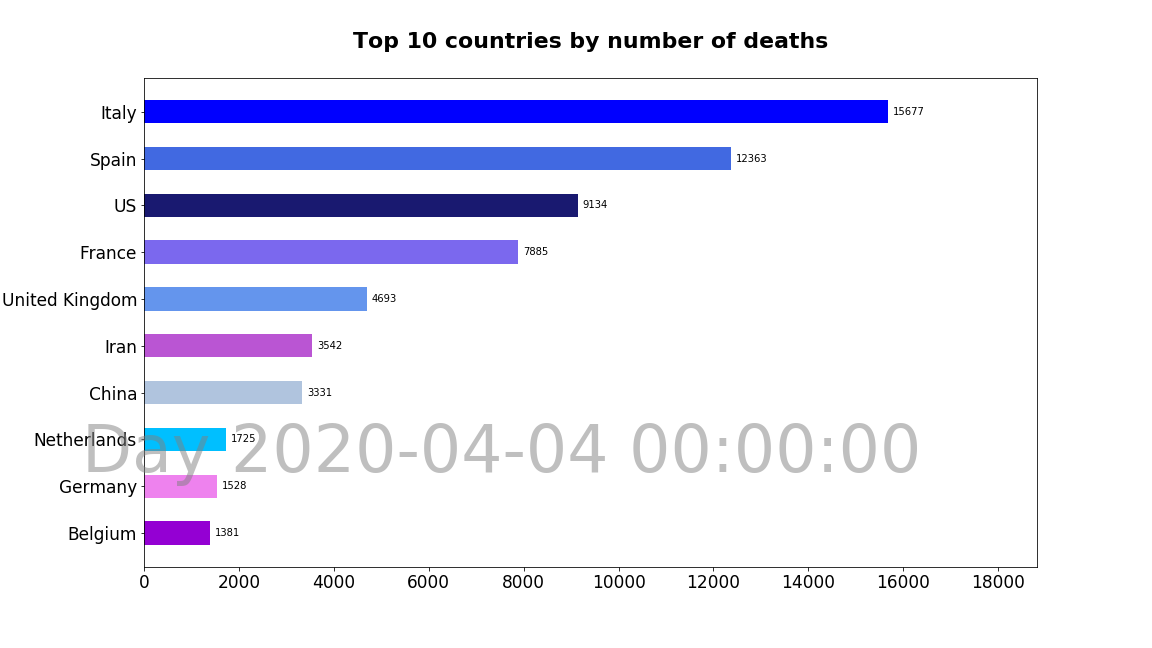 Top 10 countries by number of deaths
Italy 15677
Spain 12363
US 9134
France 7885
United Kingdom 4693
Iran 3542
China 3331
Netherlands 1725
Day 2020-04-04 00:00:00
Germany 1528
Belgium 1381
0 2000 4000 6000 8000 10000 12000 14000 16000 18000